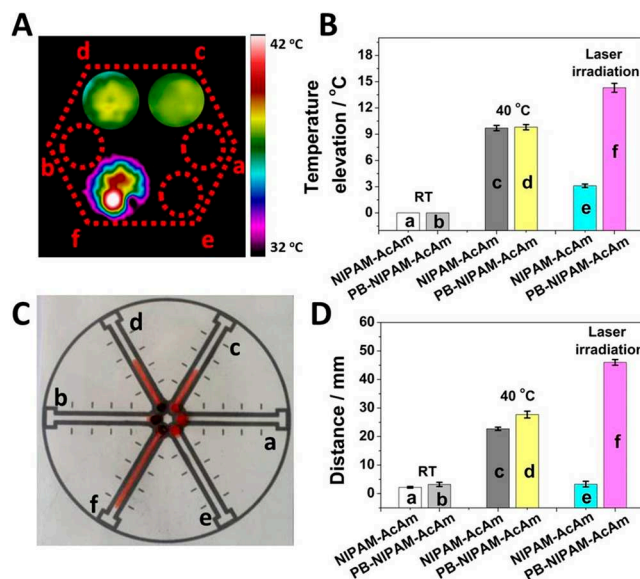 A
d
c
b
a
f
e
42 °C
32 °C
B
Temperature
elevation / °C
18
15
12
9
6
3
0
RT
a
b
40 °C
c
d
Laser
irradiation
e
f
NIPAM-AcAm
PB-NIPAM-AcAm
NIPAM-AcAm
PB-NIPAM-AcAm
NIPAM-AcAm
PB-NIPAM-AcAm
C
d
c
b
a
f
e
D
Distance / mm
60
50
40
30
20
10
0
RT
a
b
40 °C
c
d
Laser
irradiation
e
f
NIPAM-AcAm
PB-NIPAM-AcAm
NIPAM-AcAm
PB-NIPAM-AcAm
NIPAM-AcAm
PB-NIPAM-AcAm